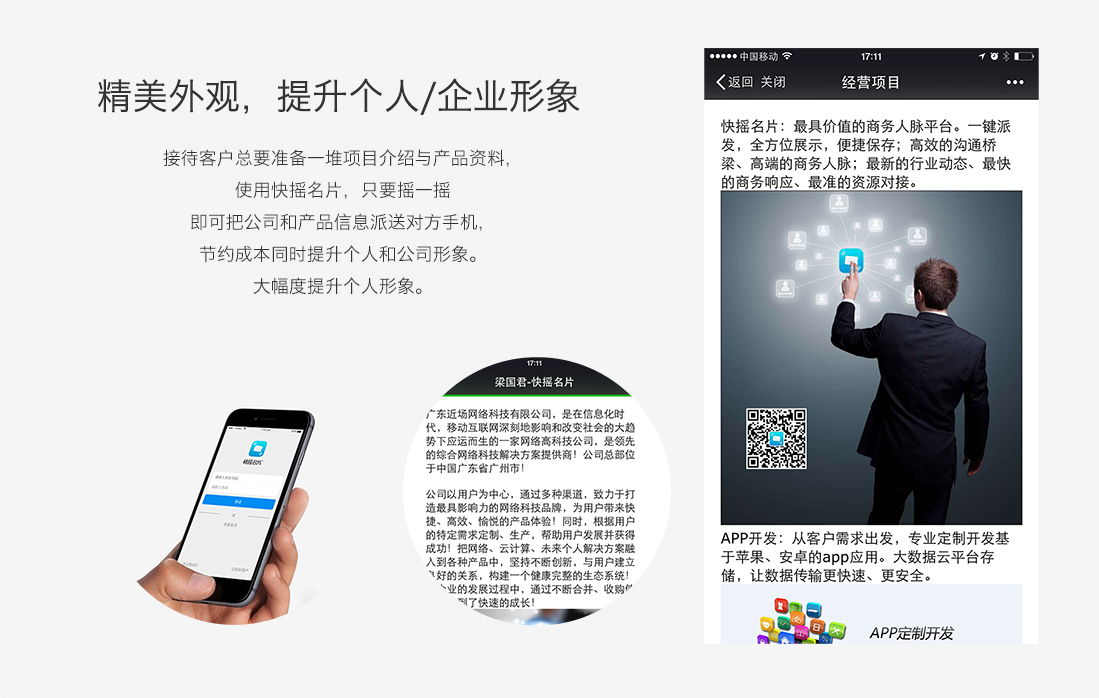 精美外观，提升个人/企业形象
接待客户总要准备一堆项目介绍与产品资料，
使用快摇名片，只要摇一摇
即可把公司和产品信息派送对方手机，
节约成本同时提升个人和公司形象。
大幅度提升个人形象。
快摇名片
登录
17:11
梁国君-快摇名片
广东近场网络科技有限公司，是在信息化时
代，移动互联网深刻地影响和改变社会的大趋
势下应运而生的一家网络高科技公司，是领先
的综合网络科技解决方案提供商！公司总部位
于中国广东省广州市！
公司以用户为中心，通过多种渠道，致力于打
造最具影响力的网络科技品牌，为用户带来快
捷、高效、愉悦的产品体验！同时，根据用户
的特定需求定制、生产，帮助用户发展并获得
成功！把网络、云计算、未来个人解决方案融
入到各种产品中，坚持不断创新，与用户建立
良好的关系，构建一个健康完整的生态系统！
企业的发展过程中，通过不断合并、收购
到了快速的成长！
中国移动 17:11
返回 关闭 经营项目
快摇名片：最具价值的商务人脉平台。一键派
发，全方位展示，便捷保存；高效的沟通桥
梁、高端的商务人脉；最新的行业动态、最快
的商务响应、最准的资源对接。
APP开发：从客户需求出发，专业定制开发基
于苹果、安卓的app应用。大数据云平台存
储，让数据传输更快速、更安全。
APP定制开发